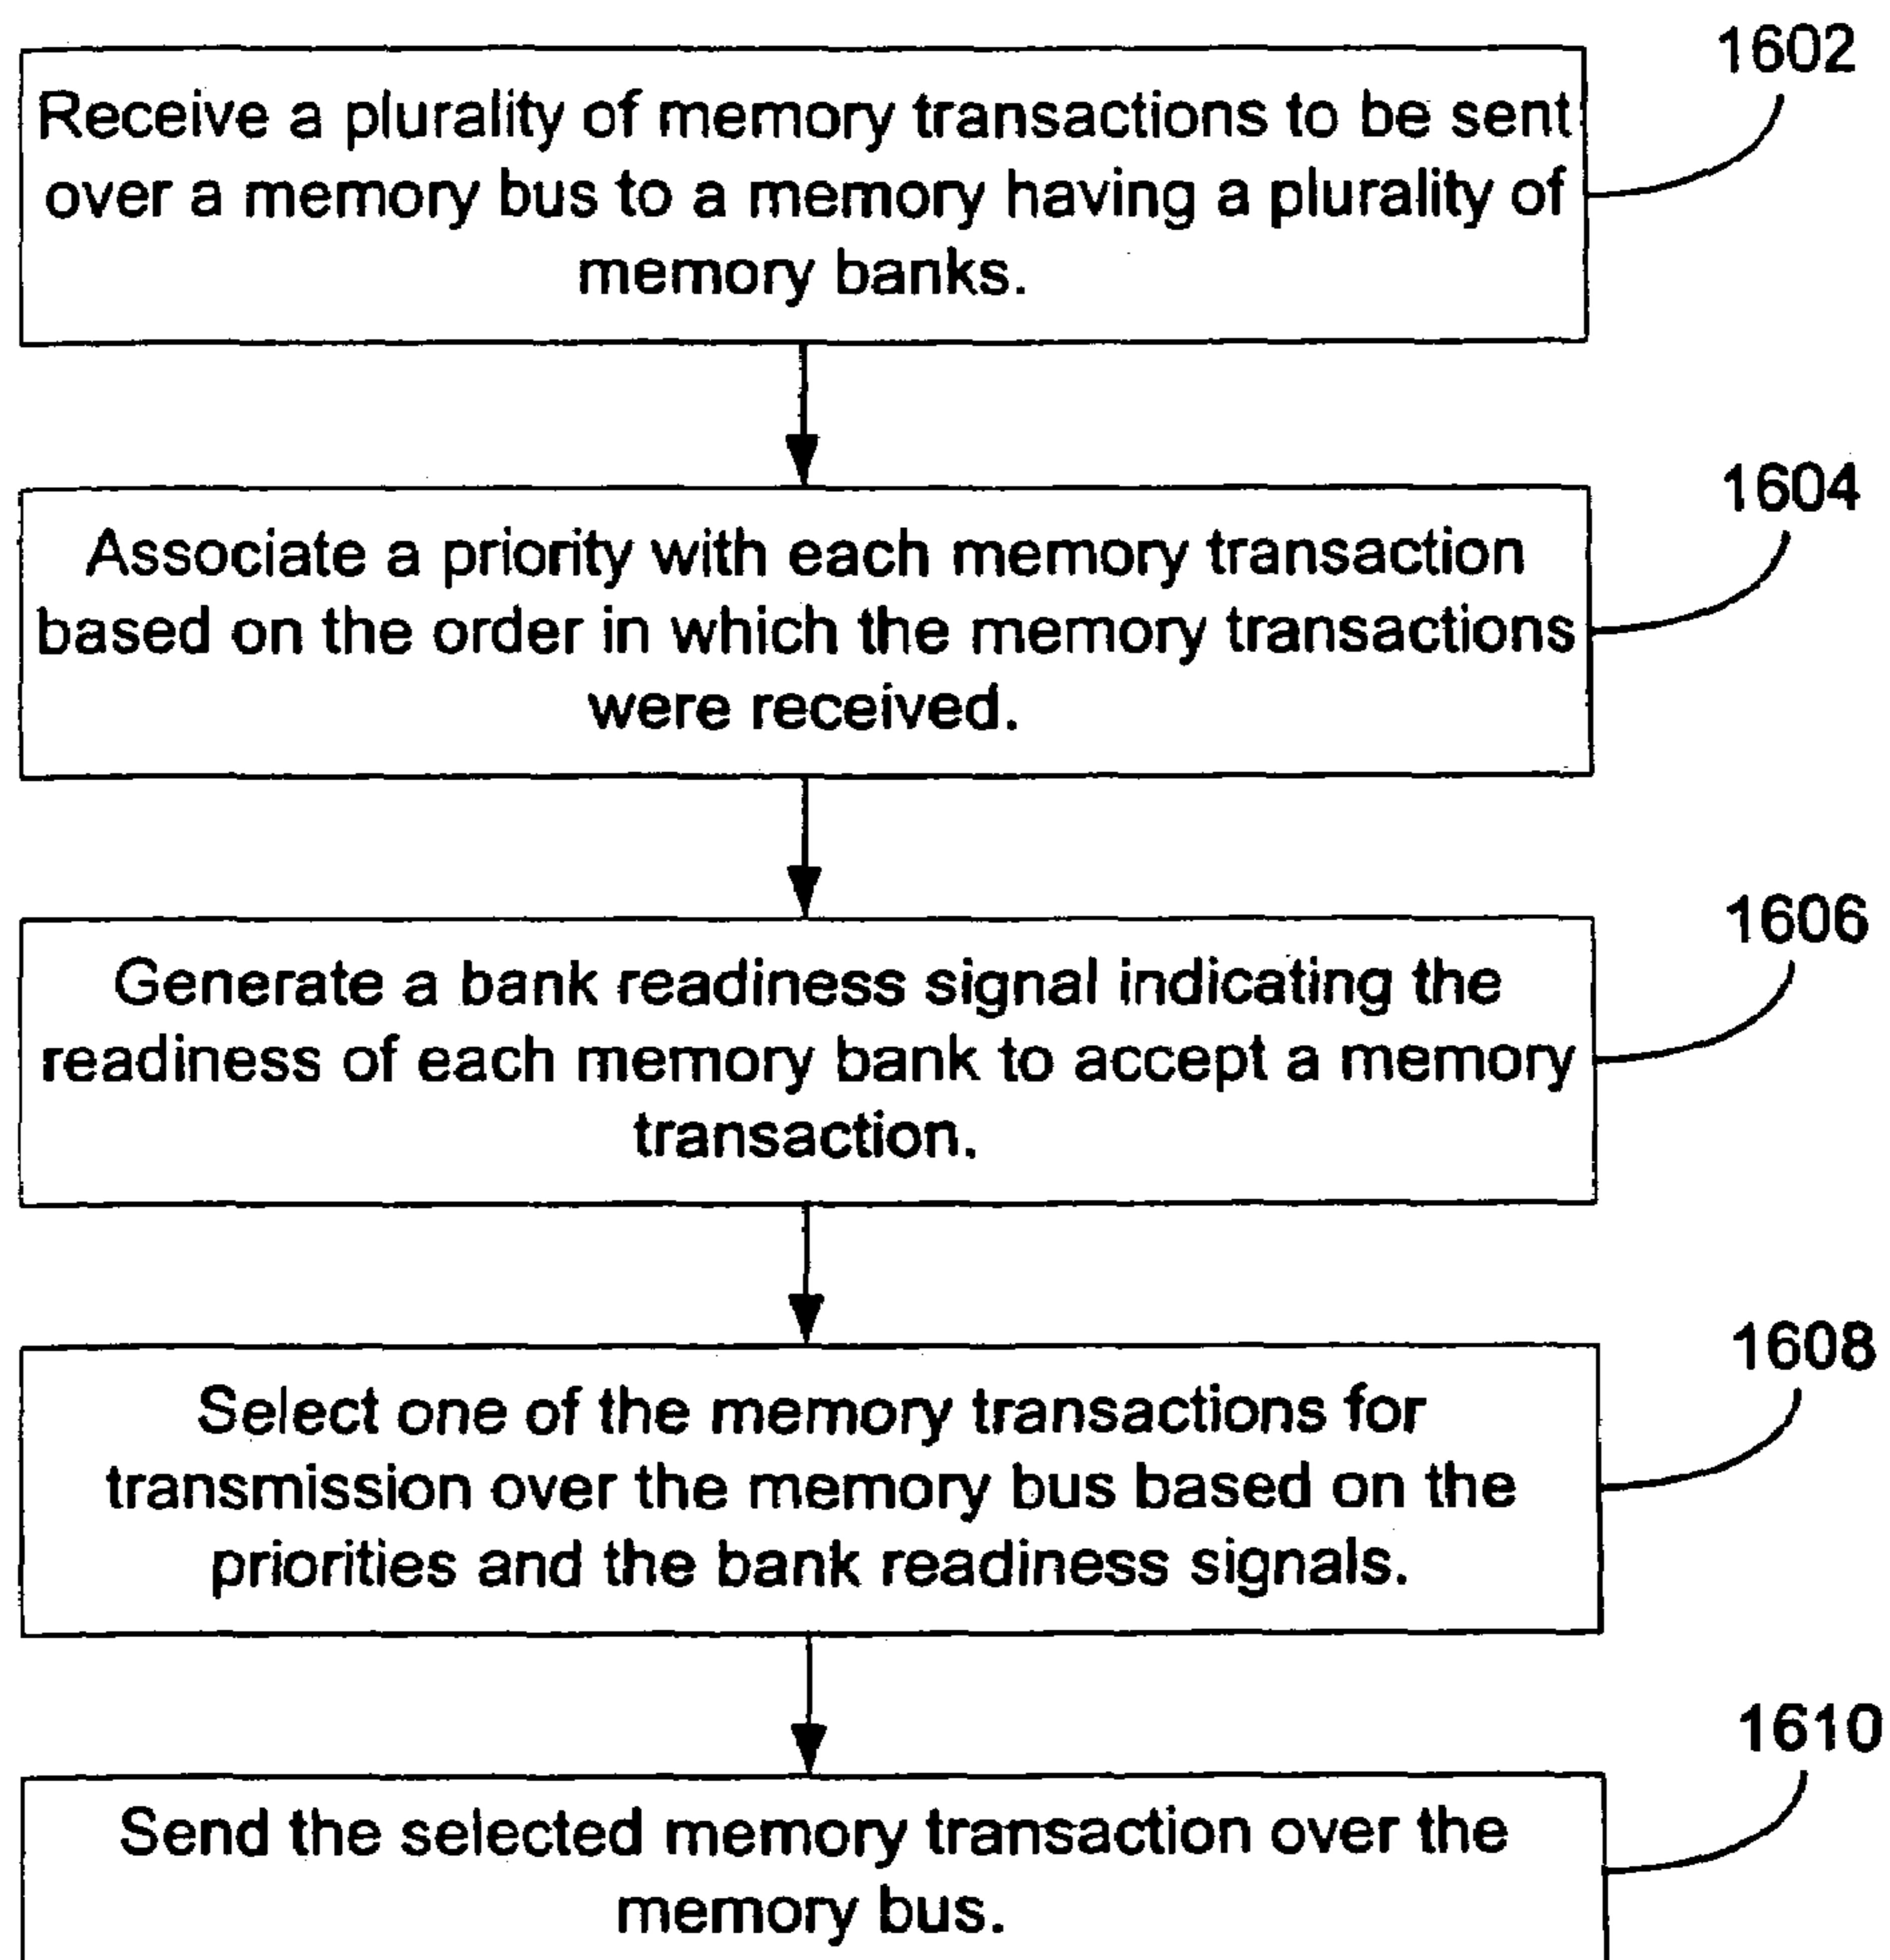 1602
Receive a plurality of memory transactions to be sent
over a memory bus to a memory having a plurality of
memory banks.
1604
Associate a priority with each memory transaction
based on the order in which the memory transactions
were received.
1606
Generate a bank readiness signal indicating the
readiness of each memory bank to accept a memory
transaction.
1608
Select one of the memory transactions for
transmission over the memory bus based on the
priorities and the bank readiness signals.
1610
Send the selected memory transaction over the
memory bus.